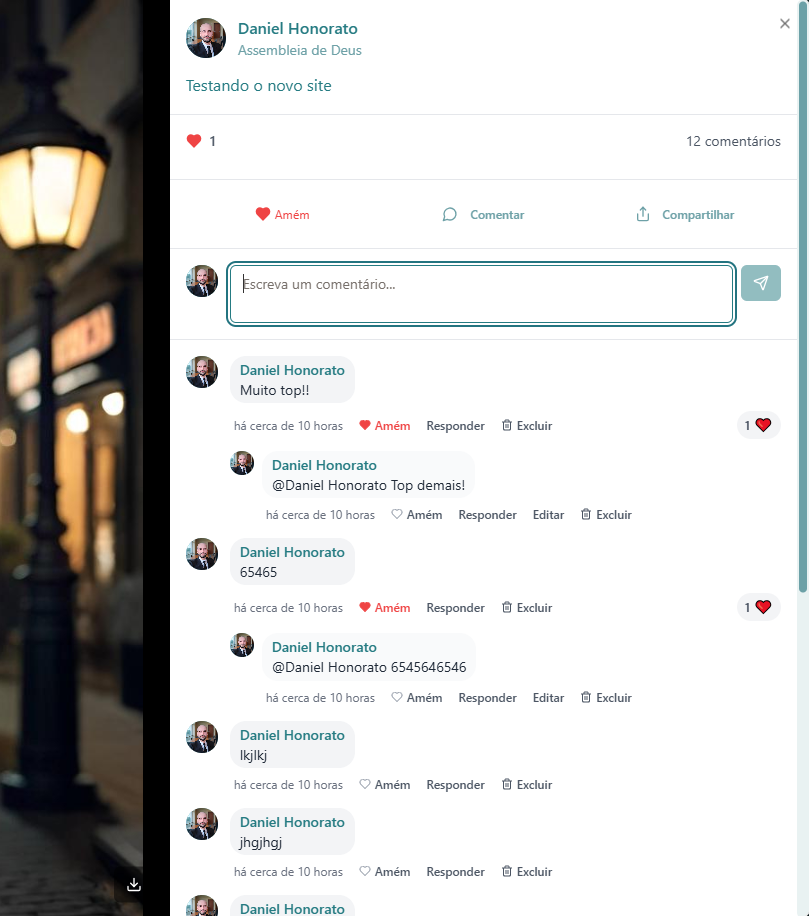 Daniel Honorato
Assembleia de Deus
Testando o novo site
1
12 comentários
Amém
Comentar
Compartilhar
Escreva um comentário...
Daniel Honorato
Muito top!!
há cerca de 10 horas Amém Responder Excluir 1
Daniel Honorato
@Daniel Honorato Top demais!
há cerca de 10 horas Amém Responder Editar Excluir
Daniel Honorato
65465
há cerca de 10 horas Amém Responder Excluir 1
Daniel Honorato
@Daniel Honorato 6545646546
há cerca de 10 horas Amém Responder Editar Excluir
Daniel Honorato
lkjlkj
há cerca de 10 horas Amém Responder Excluir
Daniel Honorato
jhgjhgj
há cerca de 10 horas Amém Responder Excluir
Daniel Honorato